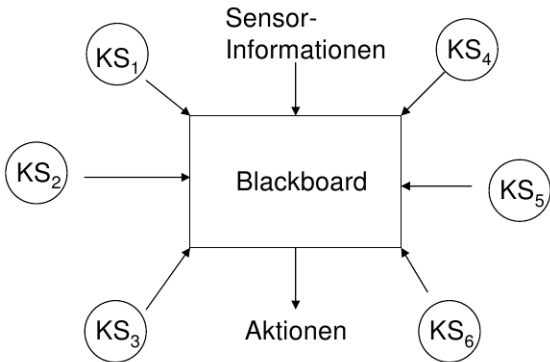 Sensor-
Informationen
KS₁
KS₄
KS₂
Blackboard
KS₅
KS₃
Aktionen
KS₆